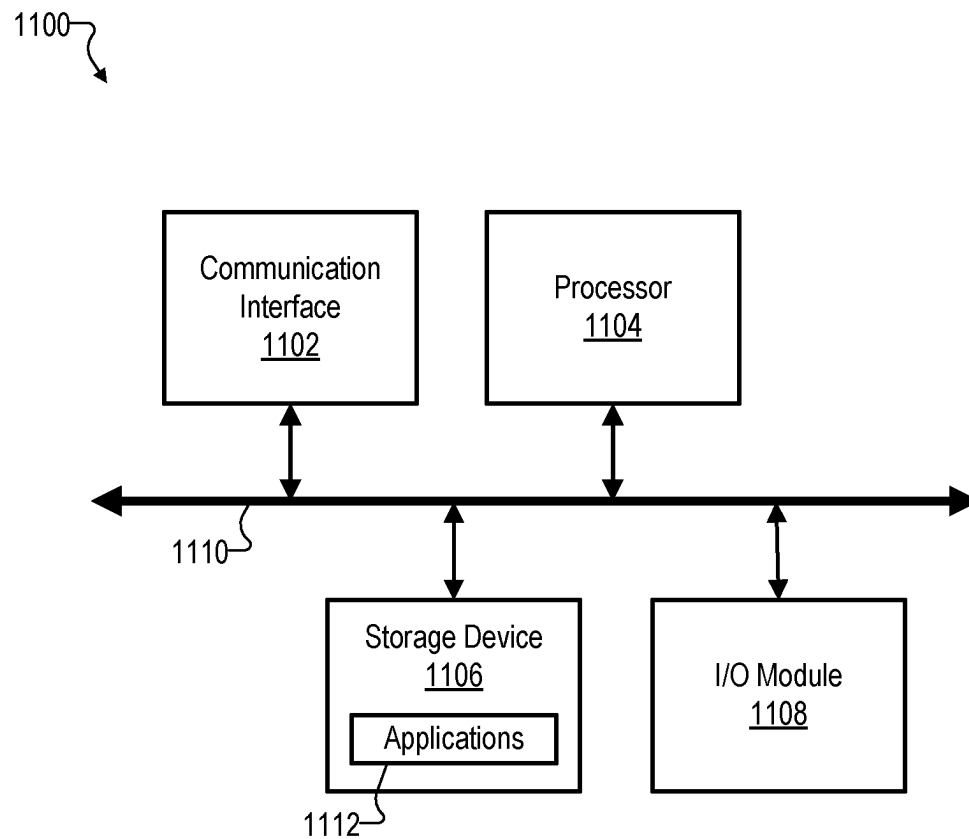 1100
Communication
Interface
1102
Processor
1104
1110
Storage Device
1106
Applications
1112
I/O Module
1108